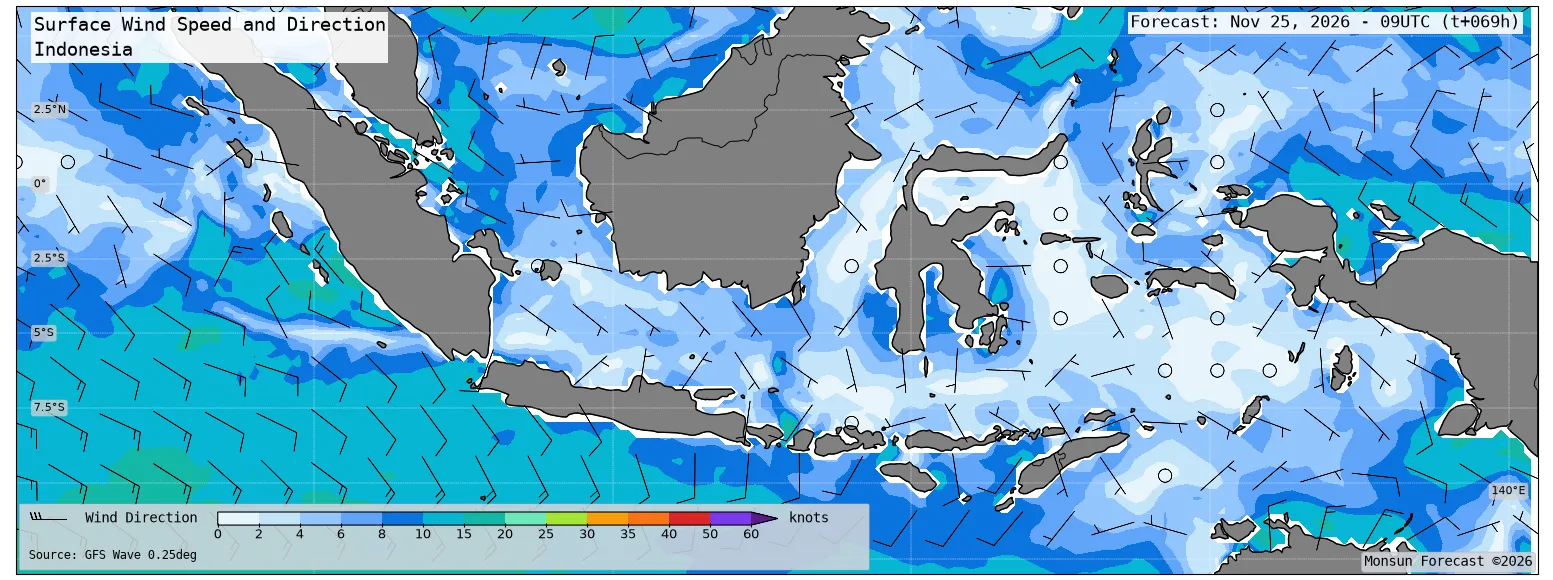 Surface Wind Speed and Direction
Indonesia
Forecast: Nov 25, 2026 - 09UTC (t+069h)
2.5°N
0°
2.5°S
5°S
7.5°S
140°E
Wind Direction
0 2 4 6 8 10 15 20 25 30 35 40 50 60
knots
Source: GFS Wave 0.25deg
Monsun Forecast ©2026